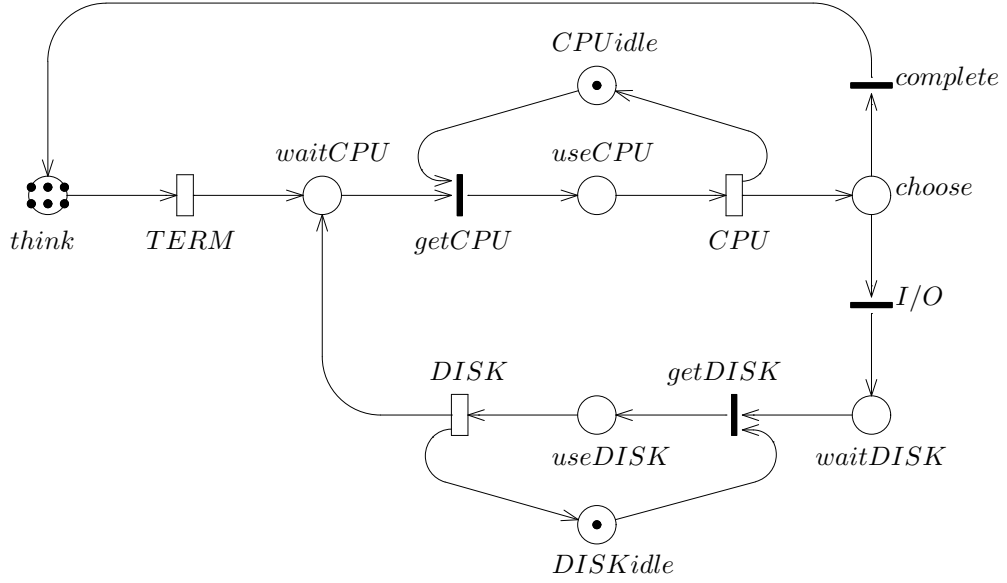 CPUidle
complete
waitCPU
useCPU
choose
think
TERM
getCPU
CPU
I/O
DISK
getDISK
useDISK
waitDISK
DISKidle